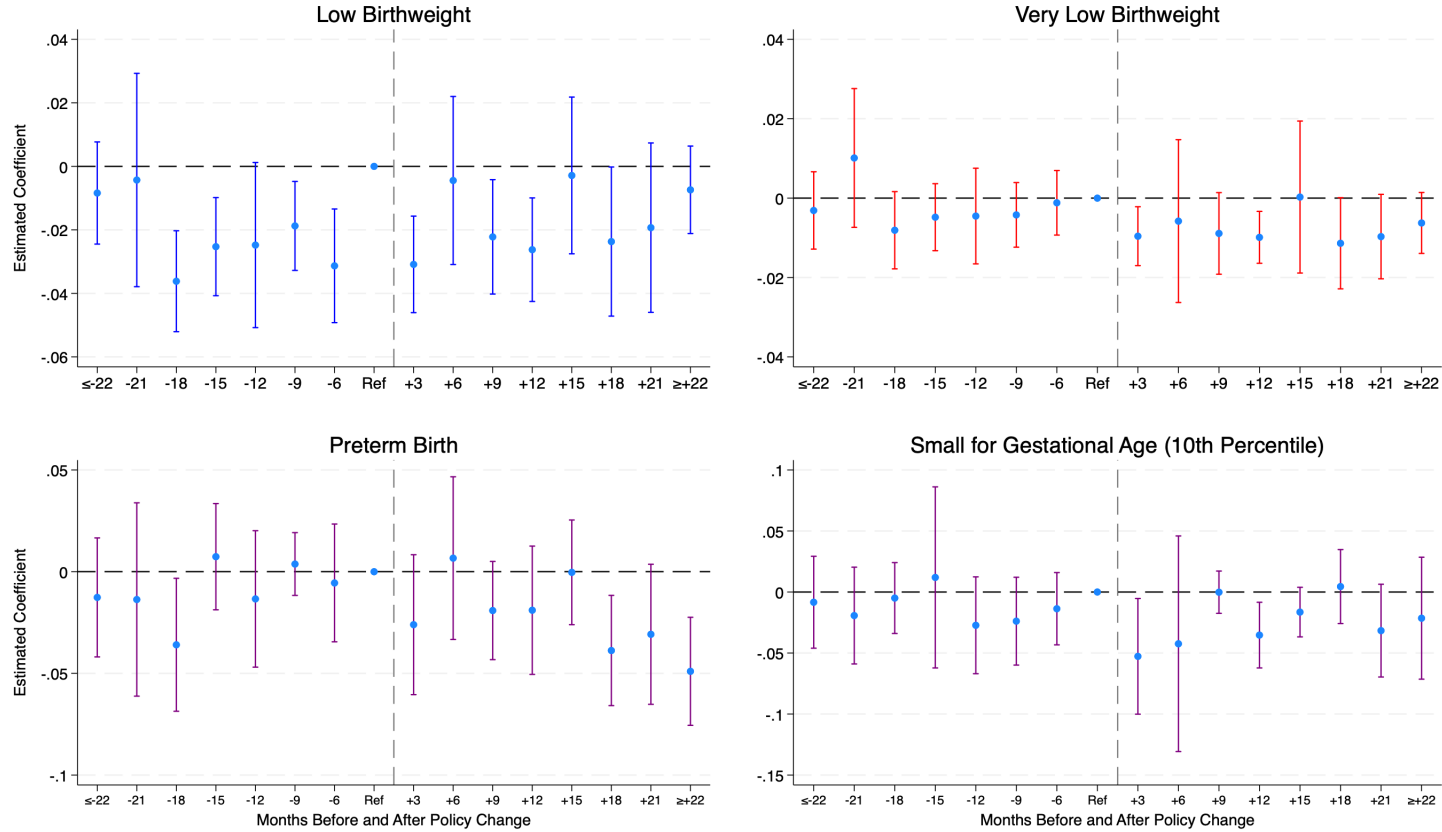 Low Birthweight
Estimated Coefficient
.04
.02
0
-.02
-.04
-.06
≤-22 -21 -18 -15 -12 -9 -6 Ref +3 +6 +9 +12 +15 +18 +21 ≥+22
Very Low Birthweight
.04
.02
0
-.02
-.04
≤-22 -21 -18 -15 -12 -9 -6 Ref +3 +6 +9 +12 +15 +18 +21 ≥+22
Preterm Birth
Estimated Coefficient
.05
0
-.05
-.1
≤-22 -21 -18 -15 -12 -9 -6 Ref +3 +6 +9 +12 +15 +18 +21 ≥+22
Months Before and After Policy Change
Small for Gestational Age (10th Percentile)
.1
.05
0
-.05
-.1
-.15
≤-22 -21 -18 -15 -12 -9 -6 Ref +3 +6 +9 +12 +15 +18 +21 ≥+22
Months Before and After Policy Change